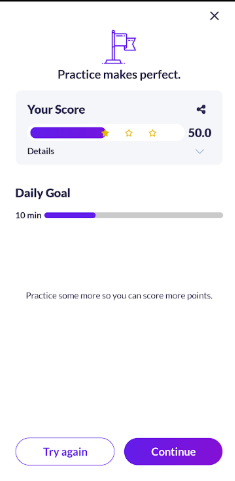 Practice makes perfect.
Your Score
50.0
Details
Daily Goal
10 min
Practice some more so you can score more points.
Try again
Continue